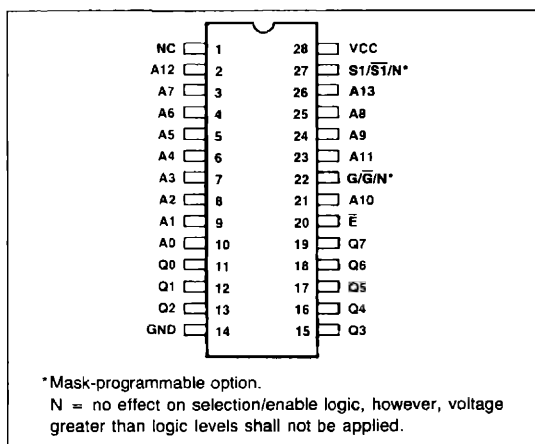 NC 1 28 VCC
A12 2 27 S1/S̅1̅/N*
A7 3 26 A13
A6 4 25 A8
A5 5 24 A9
A4 6 23 A11
A3 7 22 G/G̅/N*
A2 8 21 A10
A1 9 20 E̅
A0 10 19 Q7
Q0 11 18 Q6
Q1 12 17 Q5
Q2 13 16 Q4
GND 14 15 Q3
*Mask-programmable option.
N = no effect on selection/enable logic, however, voltage
greater than logic levels shall not be applied.